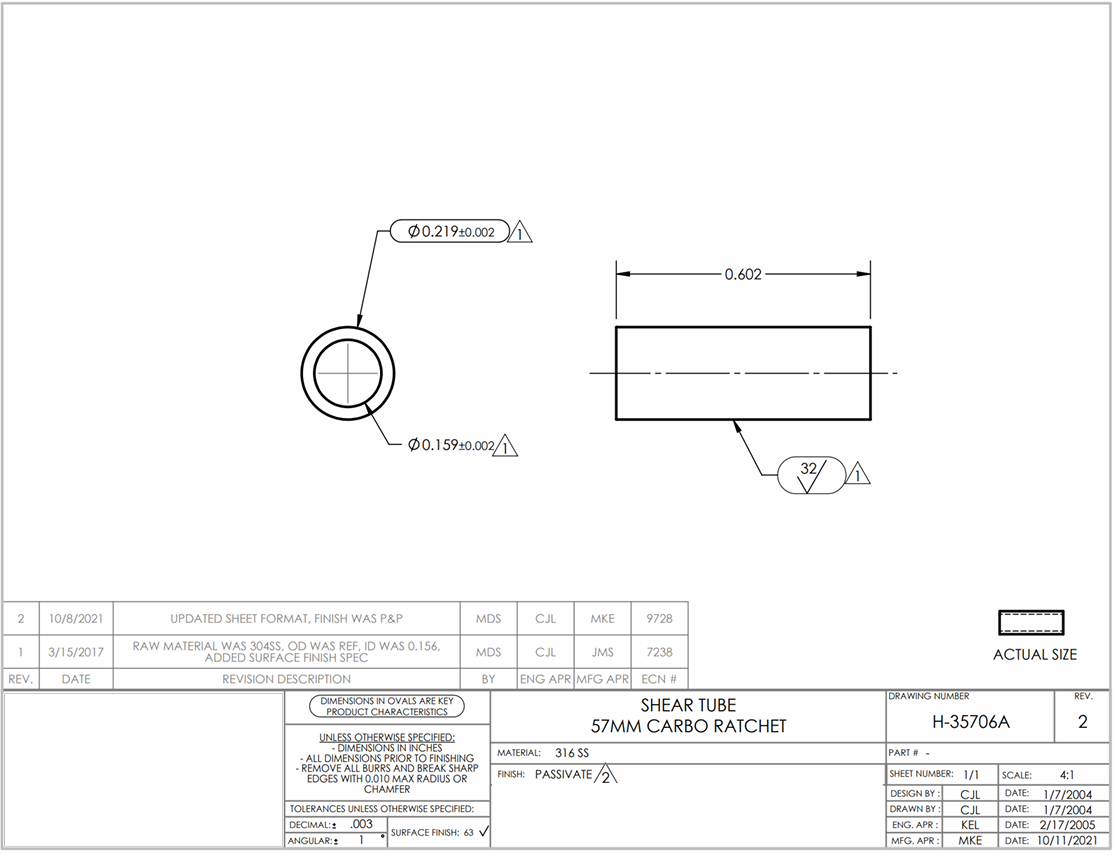 Ø0.219±0.002 1
0.602
Ø0.159±0.002 1
32 1
ACTUAL SIZE
2 10/8/2021 UPDATED SHEET FORMAT, FINISH WAS P&P MDS CJL MKE 9728
1 3/15/2017 RAW MATERIAL WAS 304SS, OD WAS REF, ID WAS 0.156,
ADDED SURFACE FINISH SPEC MDS CJL JMS 7238
REV. DATE REVISION DESCRIPTION BY ENG APR MFG APR ECN #
DIMENSIONS IN OVALS ARE KEY
PRODUCT CHARACTERISTICS
UNLESS OTHERWISE SPECIFIED:
- DIMENSIONS IN INCHES
- ALL DIMENSIONS PRIOR TO FINISHING
- REMOVE ALL BURRS AND BREAK SHARP
EDGES WITH 0.010 MAX RADIUS OR
CHAMFER
TOLERANCES UNLESS OTHERWISE SPECIFIED:
DECIMAL:± .003
ANGULAR:± 1 °
SURFACE FINISH: 63
SHEAR TUBE
57MM CARBO RATCHET
MATERIAL: 316 SS
FINISH: PASSIVATE 2
DRAWING NUMBER
H-35706A
REV.
2
PART # -
SHEET NUMBER: 1/1 SCALE: 4:1
DESIGN BY : CJL DATE: 1/7/2004
DRAWN BY : CJL DATE: 1/7/2004
ENG. APR : KEL DATE: 2/17/2005
MFG. APR : MKE DATE: 10/11/2021